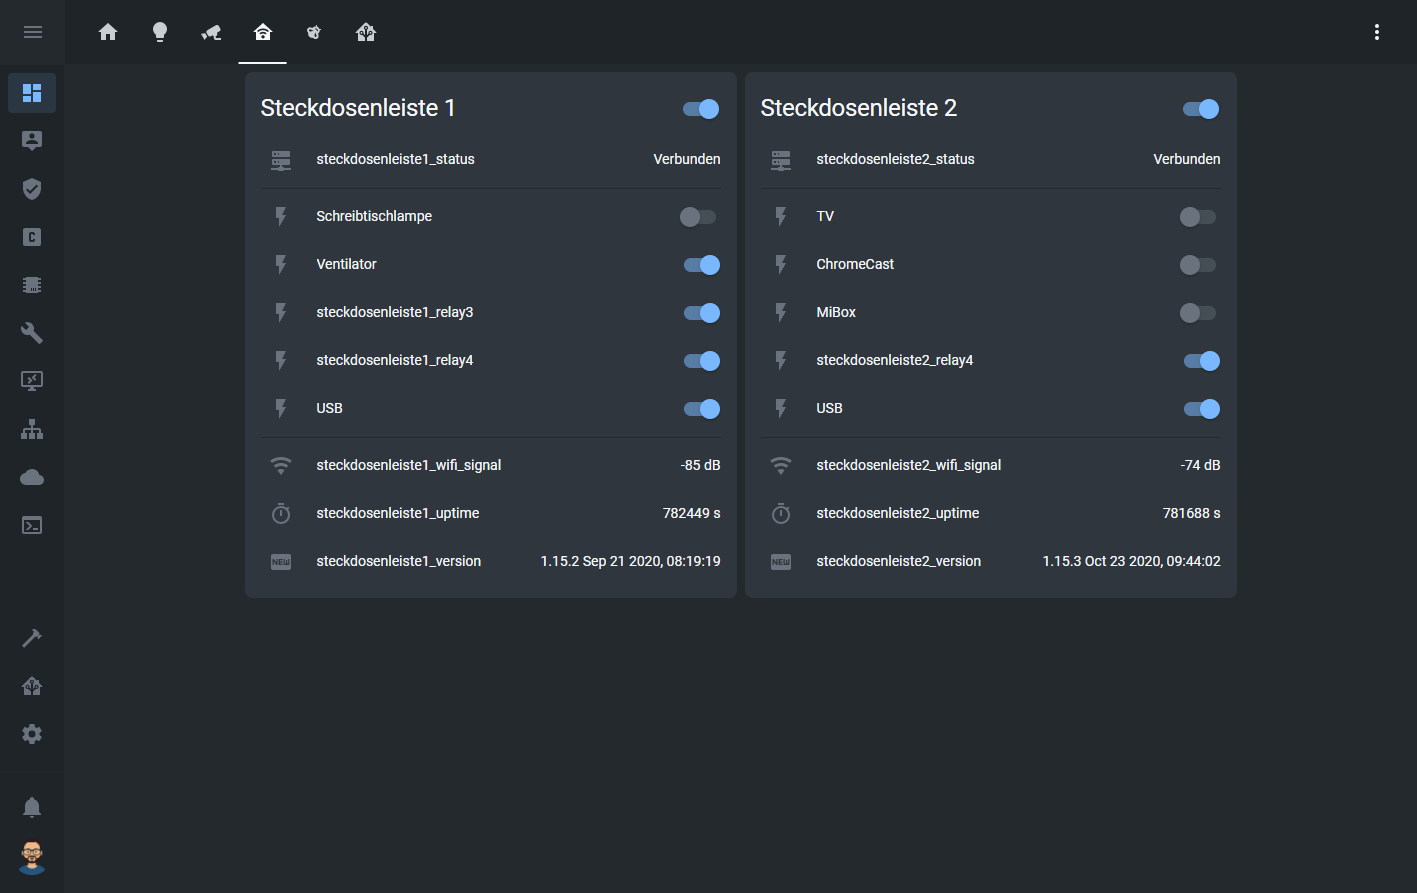 Steckdosenleiste 1
steckdosenleiste1_status Verbunden
Schreibtischlampe
Ventilator
steckdosenleiste1_relay3
steckdosenleiste1_relay4
USB
steckdosenleiste1_wifi_signal -85 dB
steckdosenleiste1_uptime 782449 s
NEW steckdosenleiste1_version 1.15.2 Sep 21 2020, 08:19:19
Steckdosenleiste 2
steckdosenleiste2_status Verbunden
TV
ChromeCast
MiBox
steckdosenleiste2_relay4
USB
steckdosenleiste2_wifi_signal -74 dB
steckdosenleiste2_uptime 781688 s
NEW steckdosenleiste2_version 1.15.3 Oct 23 2020, 09:44:02
C